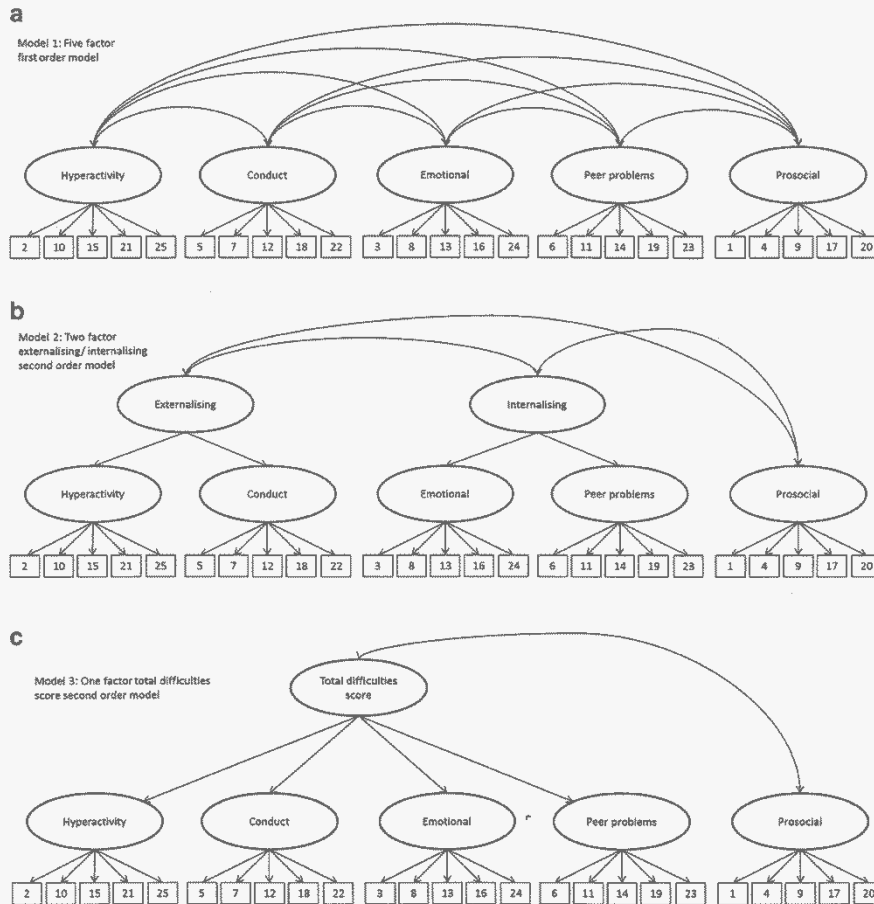 a
Model 1: Five factor
first order model
Hyperactivity Conduct Emotional Peer problems Prosocial
2 10 15 21 25 5 7 12 18 22 3 8 13 16 24 6 11 14 19 23 1 4 9 17 20
b
Model 2: Two factor
externalising/ internalising
second order model
Externalising Internalising
Hyperactivity Conduct Emotional Peer problems Prosocial
2 10 15 21 25 5 7 12 18 22 3 8 13 16 24 6 11 14 19 23 1 4 9 17 20
c
Model 3: One factor total difficulties
score second order model
Total difficulties
score
Hyperactivity Conduct Emotional Peer problems Prosocial
2 10 15 21 25 5 7 12 18 22 3 8 13 16 24 6 11 14 19 23 1 4 9 17 20